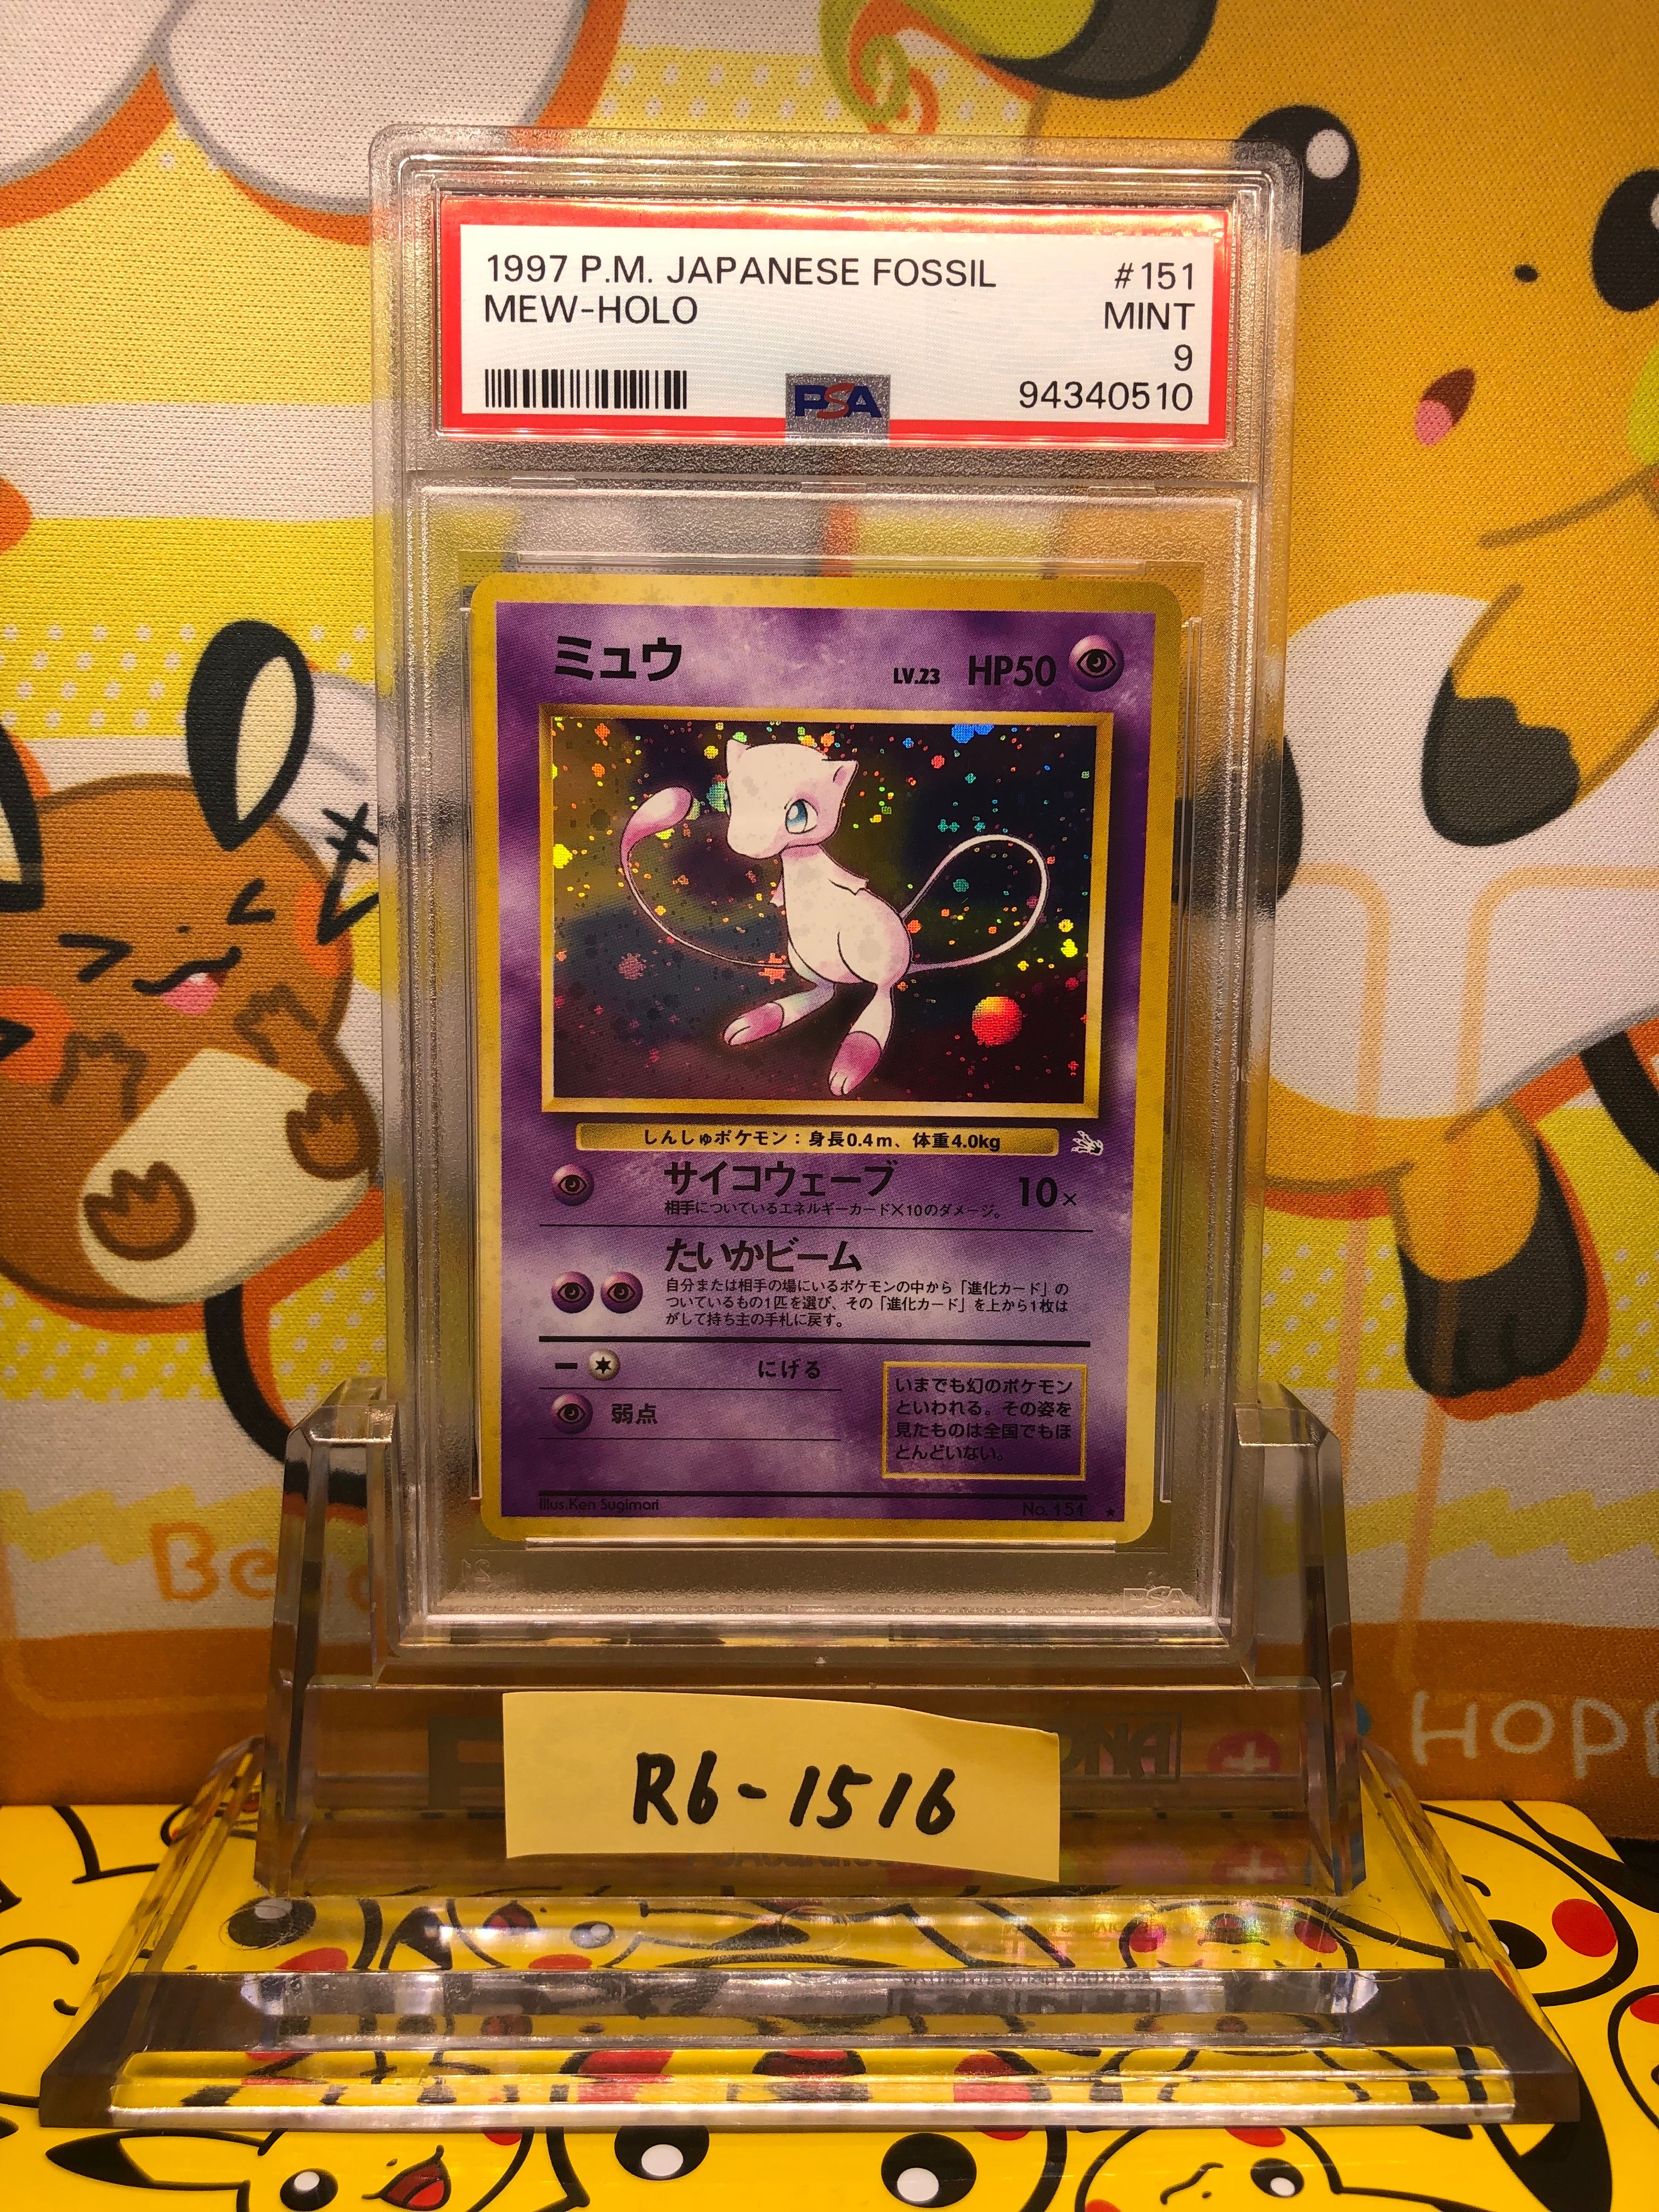 1997 P.M. JAPANESE FOSSIL #151
MEW-HOLO MINT
9
PSA 94340510
ミュウ LV.23 HP50
しんしゅポケモン：身長0.4m、体重4.0kg
サイコウェーブ 10×
相手についているエネルギーカード×10のダメージ。
たいかビーム
自分または相手の場にいるポケモンの中から「進化カード」の
ついているもの1匹を選び、その「進化カード」を上から1枚は
がして持ち主の手札に戻す。
ー にげる
弱点
いまでも幻のポケモン
といわれる。その姿を
見たものは全国でもほ
とんどいない。
Illus.Ken Sugimori No.151 ★
PSA
R6-1516